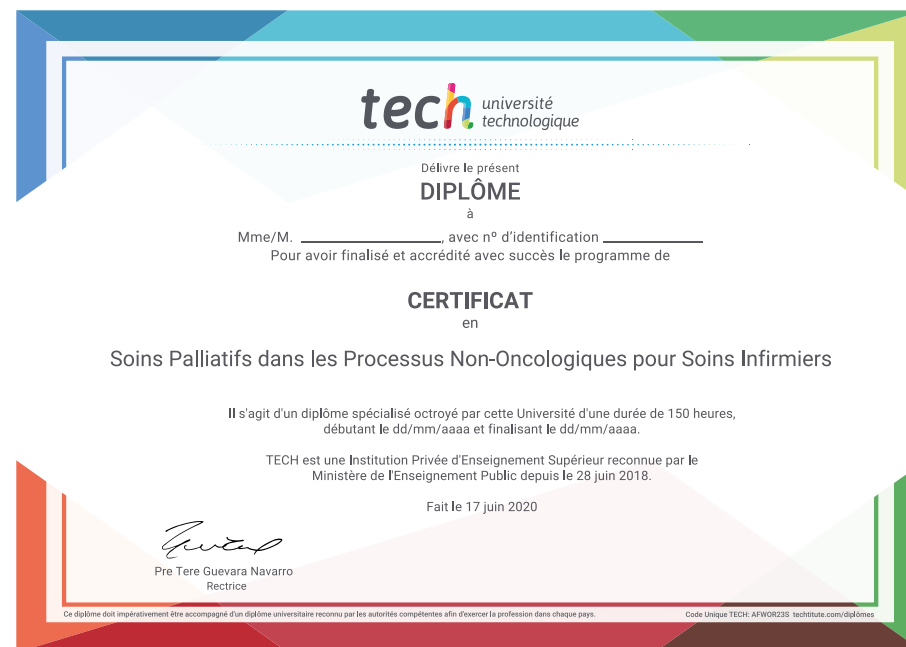 tech université
technologique
Délivre le présent
DIPLÔME
à
Mme/M. ____________________, avec nº d'identification ______________
Pour avoir finalisé et accrédité avec succès le programme de
CERTIFICAT
en
Soins Palliatifs dans les Processus Non-Oncologiques pour Soins Infirmiers
Il s'agit d'un diplôme spécialisé octroyé par cette Université d'une durée de 150 heures,
débutant le dd/mm/aaaa et finalisant le dd/mm/aaaa.
TECH est une Institution Privée d'Enseignement Supérieur reconnue par le
Ministère de l'Enseignement Public depuis le 28 juin 2018.
Fait le 17 juin 2020
Pre Tere Guevara Navarro
Rectrice
Ce diplôme doit impérativement être accompagné d'un diplôme universitaire reconnu par les autorités compétentes afin d'exercer la profession dans chaque pays.
Code Unique TECH: AFWOR23S techtitute.com/diplômes